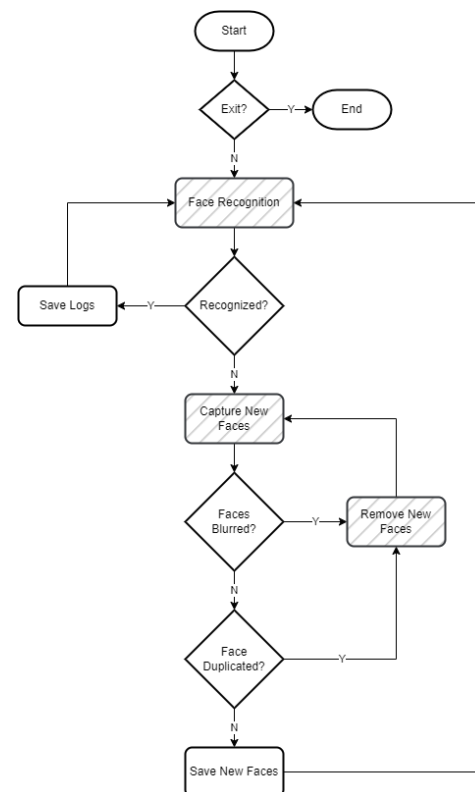 Start
Exit?
Y
End
N
Face Recognition
Save Logs
Y
Recognized?
N
Capture New
Faces
Faces
Blurred?
Y
Remove New
Faces
N
Face
Duplicated?
Y
N
Save New Faces